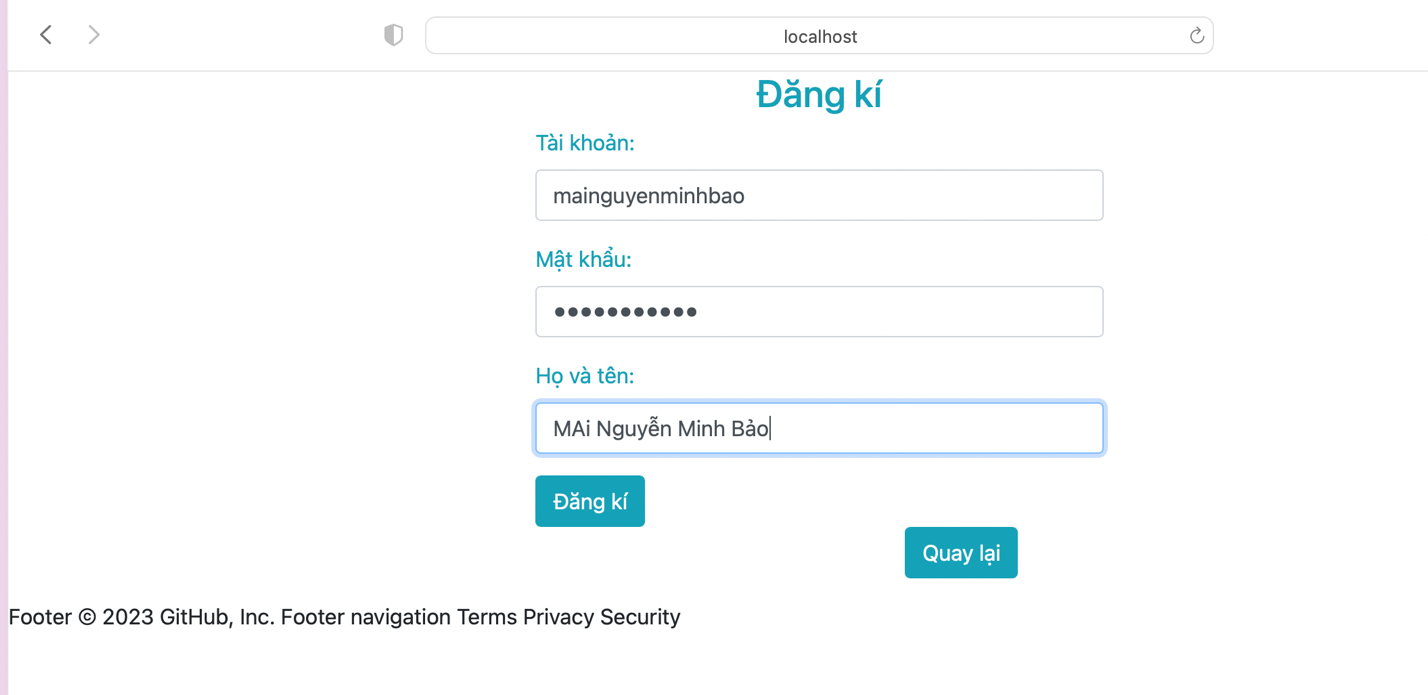 localhost
Đăng kí
Tài khoản:
mainguyenminhbao
Mật khẩu:
●●●●●●●●●●●
Họ và tên:
MAi Nguyễn Minh Bảo
Đăng kí
Quay lại
Footer © 2023 GitHub, Inc. Footer navigation Terms Privacy Security